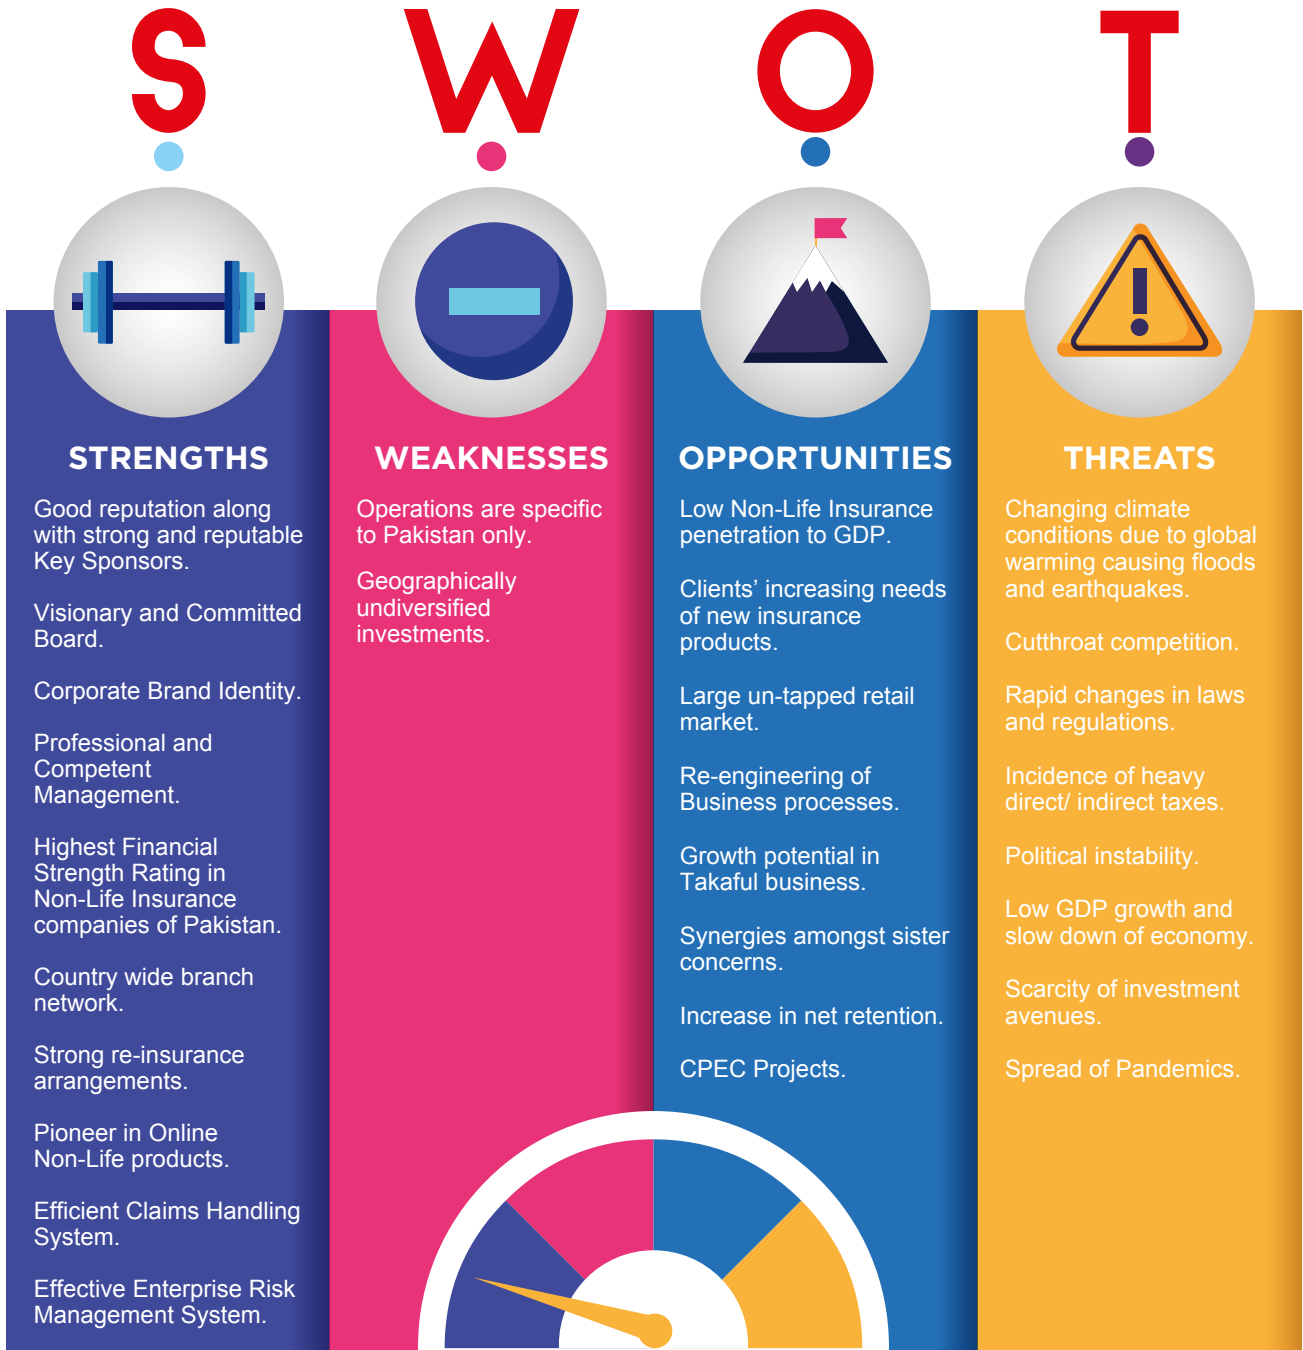 S
W
O
T
STRENGTHS
Good reputation along
with strong and reputable
Key Sponsors.
Visionary and Committed
Board.
Corporate Brand Identity.
Professional and
Competent
Management.
Highest Financial
Strength Rating in
Non-Life Insurance
companies of Pakistan.
Country wide branch
network.
Strong re-insurance
arrangements.
Pioneer in Online
Non-Life products.
Efficient Claims Handling
System.
Effective Enterprise Risk
Management System.
WEAKNESSES
Operations are specific
to Pakistan only.
Geographically
undiversified
investments.
OPPORTUNITIES
Low Non-Life Insurance
penetration to GDP.
Clients’ increasing needs
of new insurance
products.
Large un-tapped retail
market.
Re-engineering of
Business processes.
Growth potential in
Takaful business.
Synergies amongst sister
concerns.
Increase in net retention.
CPEC Projects.
THREATS
Changing climate
conditions due to global
warming causing floods
and earthquakes.
Cutthroat competition.
Rapid changes in laws
and regulations.
Incidence of heavy
direct/ indirect taxes.
Political instability.
Low GDP growth and
slow down of economy.
Scarcity of investment
avenues.
Spread of Pandemics.